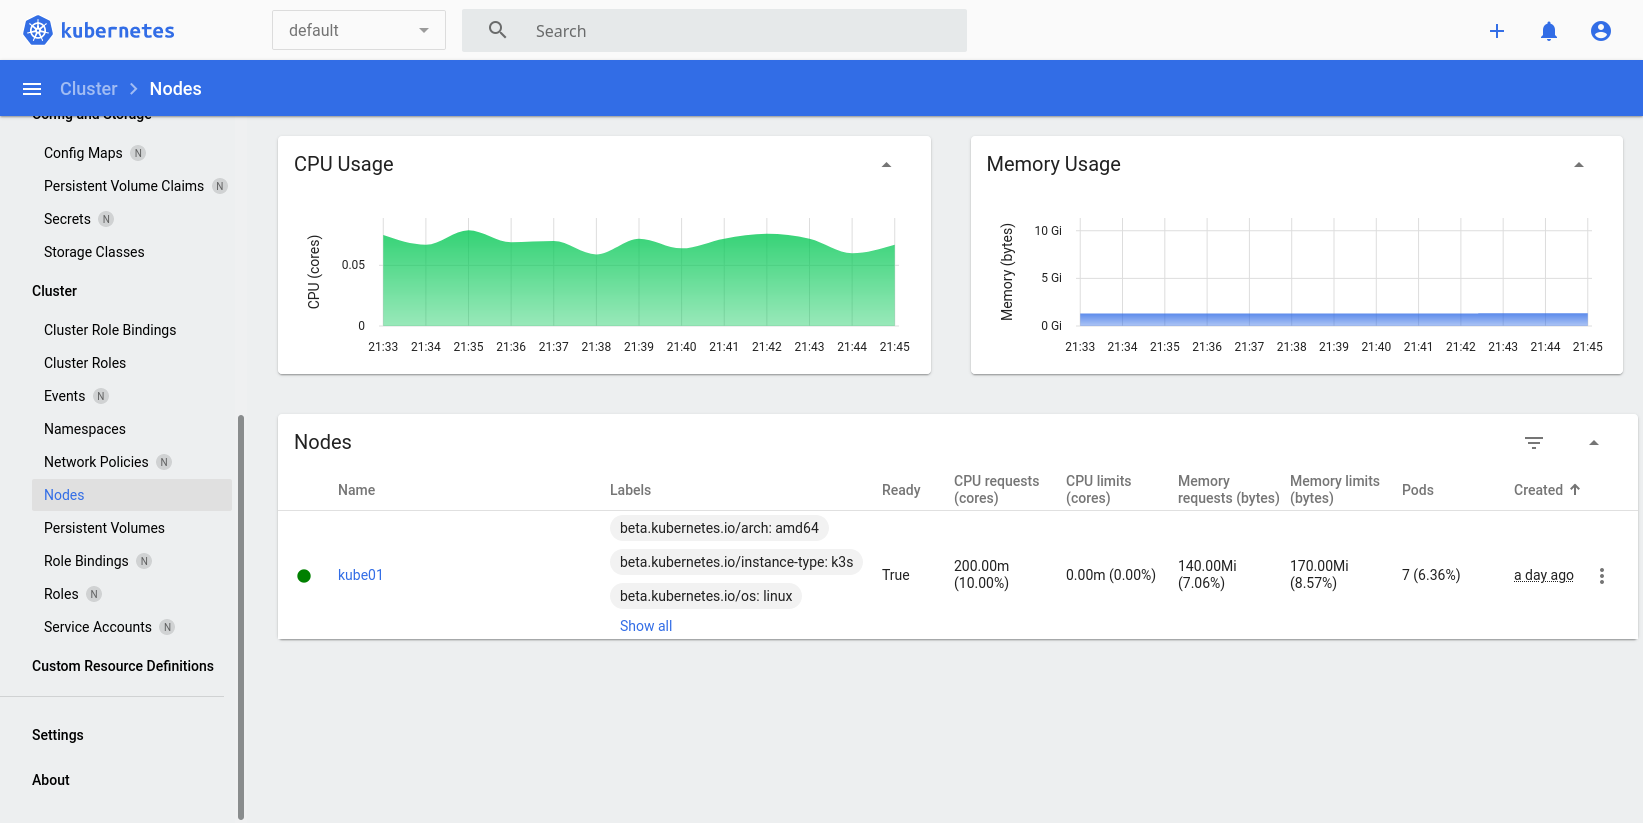 kubernetes
default
Search
Cluster
Nodes
Config and Storage
Config Maps N
Persistent Volume Claims N
Secrets N
Storage Classes
Cluster
Cluster Role Bindings
Cluster Roles
Events N
Namespaces
Network Policies N
Nodes
Persistent Volumes
Role Bindings N
Roles N
Service Accounts N
Custom Resource Definitions
Settings
About
CPU Usage
CPU (cores)
0.05
0
21:33 21:34 21:35 21:36 21:37 21:38 21:39 21:40 21:41 21:42 21:43 21:44 21:45
Memory Usage
Memory (bytes)
10 Gi
5 Gi
0 Gi
21:33 21:34 21:35 21:36 21:37 21:38 21:39 21:40 21:41 21:42 21:43 21:44 21:45
Nodes
Name
Labels
Ready
CPU requests
(cores)
CPU limits
(cores)
Memory
requests (bytes)
Memory limits
(bytes)
Pods
Created
kube01
beta.kubernetes.io/arch: amd64
beta.kubernetes.io/instance-type: k3s
beta.kubernetes.io/os: linux
Show all
True
200.00m
(10.00%)
0.00m (0.00%)
140.00Mi
(7.06%)
170.00Mi
(8.57%)
7 (6.36%)
a day ago